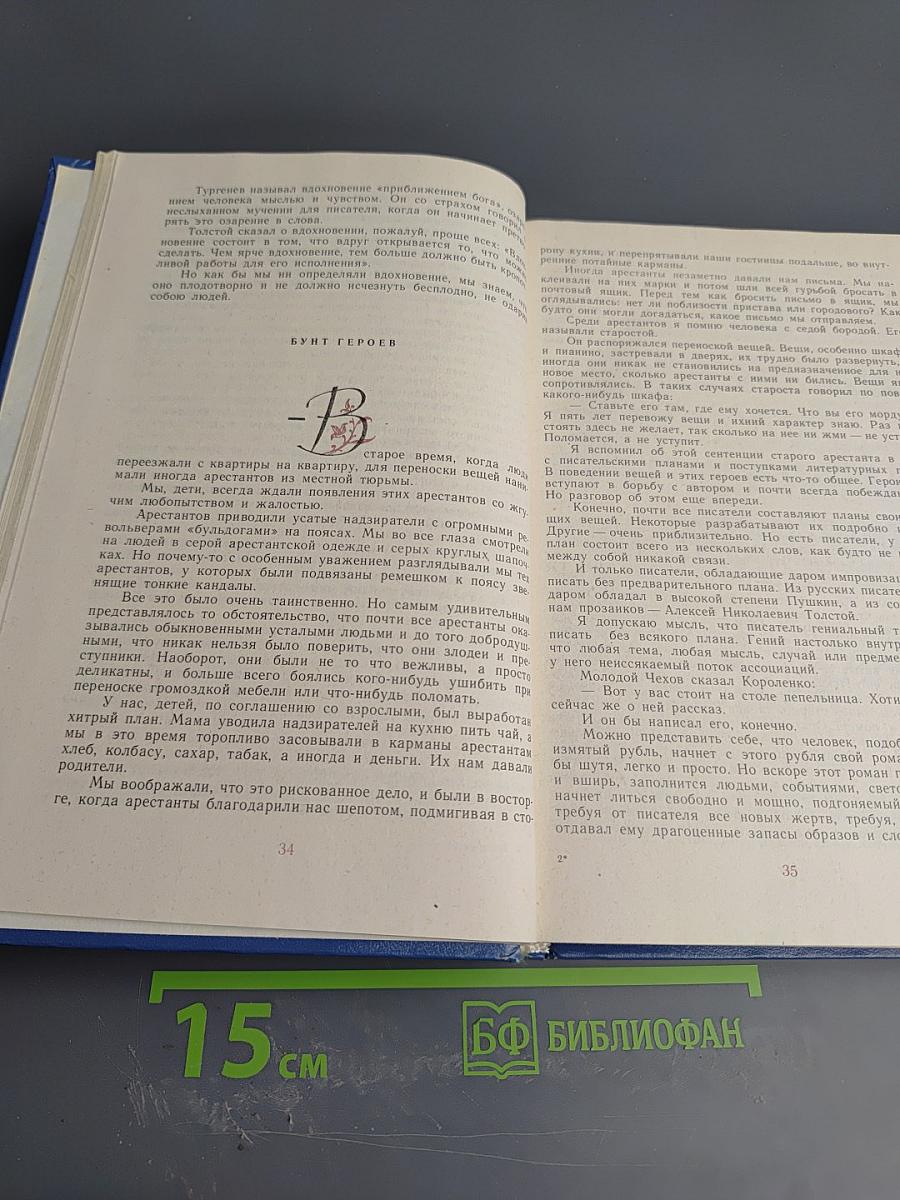 Тургенев называл вдохновение «приближением бога»,
нием человека мыслью и чувством. Он со страхом говорил
неслыханном мучении для писателя, когда он начинает
рять это озарение в слова.
Толстой сказал о вдохновении, пожалуй, проще всех:
новение состоит в том, что вдруг открывается то, что
сделать. Чем ярче вдохновение, тем больше должно быть
ливой работы для его исполнения».
Но как бы мы ни определяли вдохновение, мы знаем,
оно плодотворно и не должно исчезнуть бесплодно, не одарив
собою людей.
БУНТ ГЕРОЕВ
В
старое время, когда люди
переезжали с квартиры на квартиру, для переноски вещей нани-
мали иногда арестантов из местной тюрьмы.
Мы, дети, всегда ждали появления этих арестантов со жгу-
чим любопытством и жалостью.
Арестантов приводили усатые надзиратели с огромными ре-
вольверами «бульдогами» на поясах. Мы во все глаза смотрели
на людей в серой арестантской одежде и серых круглых шапоч-
ках. Но почему-то с особенным уважением разглядывали мы тех
арестантов, у которых были подвязаны ремешком к поясу зве-
нящие тонкие кандалы.
Все это было очень таинственно. Но самым удивительным
представлялось то обстоятельство, что почти все арестанты ока-
зывались обыкновенными усталыми людьми и до того добродуш-
ными, что никак нельзя было поверить, что они злодеи и пре-
ступники. Наоборот, они были не то что вежливы, а просто
деликатны, и больше всего боялись кого-нибудь ушибить при
переноске громоздкой мебели или что-нибудь поломать.
У нас, детей, по соглашению со взрослыми, был выработан
хитрый план. Мама уводила надзирателей на кухню пить чай, а
мы в это время торопливо засовывали в карманы арестантам
хлеб, колбасу, сахар, табак, а иногда и деньги. Их нам давали
родители.
Мы воображали, что это рискованное дело, и были в востор-
ге, когда арестанты благодарили нас шепотом, подмигивая в сто-
34
рону кухни, и перепрятывали наши гостинцы подальше, во внут-
ренние потайные карманы.
Иногда арестанты незаметно давали нам письма. Мы на-
клеивали на них марки и потом шли всей гурьбой бросать в
почтовый ящик. Перед тем как бросить письмо в ящик, мы
оглядывались: нет ли поблизости пристава или городового? Как
будто они могли догадаться, какое письмо мы отправляем.
Среди арестантов я помню человека с седой бородой. Его
называли старостой.
Он распоряжался переноской вещей. Вещи, особенно шкафы
и пианино, застревали в дверях, их трудно было развернуть,
иногда они никак не становились на предназначенное для
новое место, сколько арестанты с ними ни бились. Вещи
сопротивлялись. В таких случаях староста говорил по
какого-нибудь шкафа:
— Ставьте его там, где ему хочется. Что вы его
Я пять лет перевожу вещи и ихний характер знаю. Раз
стоять здесь не желает, так сколько на нее ни жми — не
Поломается, а не уступит.
Я вспомнил об этой сентенции старого арестанта в
с писательскими планами и поступками литературных
В поведении вещей и этих героев есть что-то общее.
вступают в борьбу с автором и почти всегда
Но разговор об этом еще впереди.
Конечно, почти все писатели составляют планы
щих вещей. Некоторые разрабатывают их подробно
Другие — очень приблизительно. Но есть писатели, у
план состоит всего из нескольких слов, как будто не
между собой никакой связи.
И только писатели, обладающие даром
писать без предварительного плана. Из русских
даром обладал в высокой степени Пушкин, а из
нам прозаиков — Алексей Николаевич Толстой.
Я допускаю мысль, что писатель гениальный
писать без всякого плана. Гений настолько
что любая тема, любая мысль, случай или
у него неиссякаемый поток ассоциаций.
Молодой Чехов сказал Короленко:
— Вот у вас стоит на столе пепельница.
сейчас же о ней рассказ.
И он бы написал его, конечно.
Можно представить себе, что человек,
измятый рубль, начнет с этого рубля свой
бы шутя, легко и просто. Но вскоре этот роман
и вширь, заполнится людьми, событиями,
начнет литься свободно и мощно, подгоняемый
требуя от писателя все новых жертв, требуя,
отдавал ему драгоценные запасы образов и
2*
35
15 см
БФ БИБЛИОФАН